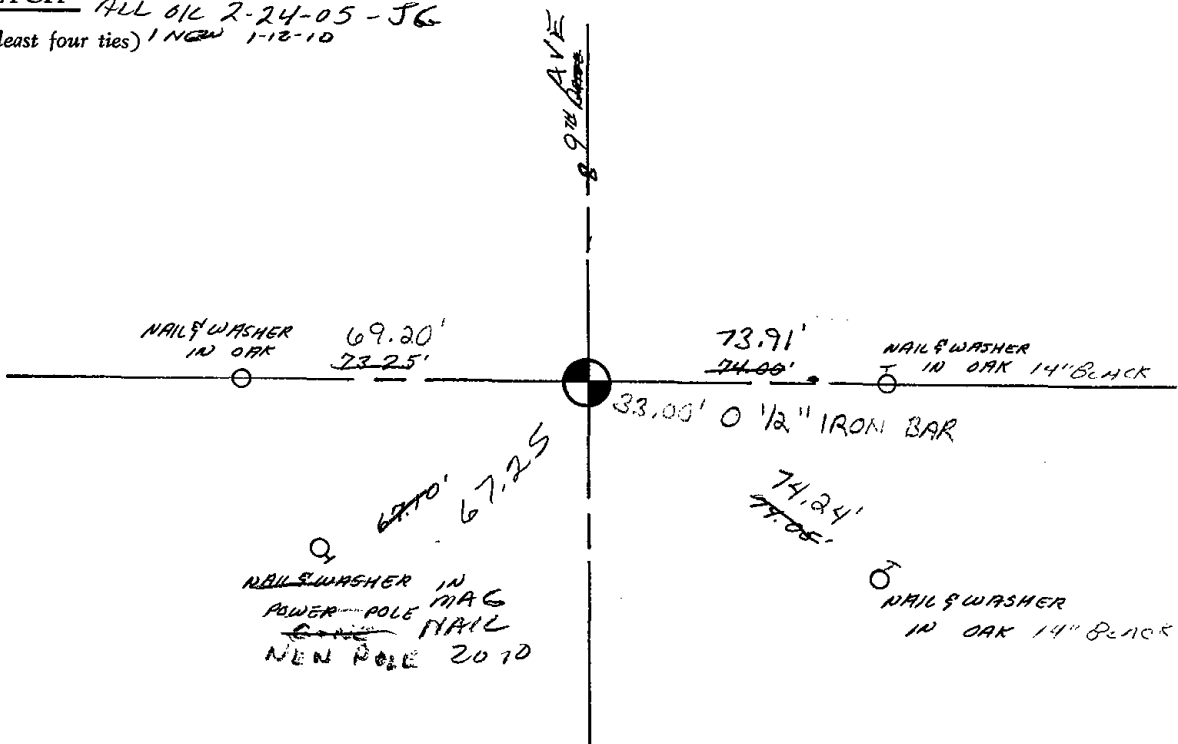 ALL O/C 2-24-05 - JG
least four ties) 1 NEW 1-12-10
9TH AVE
NAIL & WASHER
IN OAK
69.20'
73.25'
73.91'
74.00'
NAIL & WASHER
IN OAK 14" BLACK
33.00' O 1/2" IRON BAR
67.10'
67.25
74.24'
74.05'
NAIL & WASHER IN
POWER POLE MAG
NAIL
NEW POLE 2010
NAIL & WASHER
IN OAK 14" BLACK